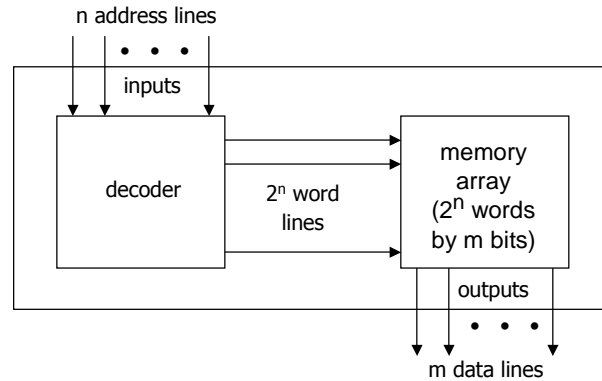 n address lines
inputs
decoder
2ⁿ word
lines
memory
array
(2ⁿ words
by m bits)
outputs
m data lines